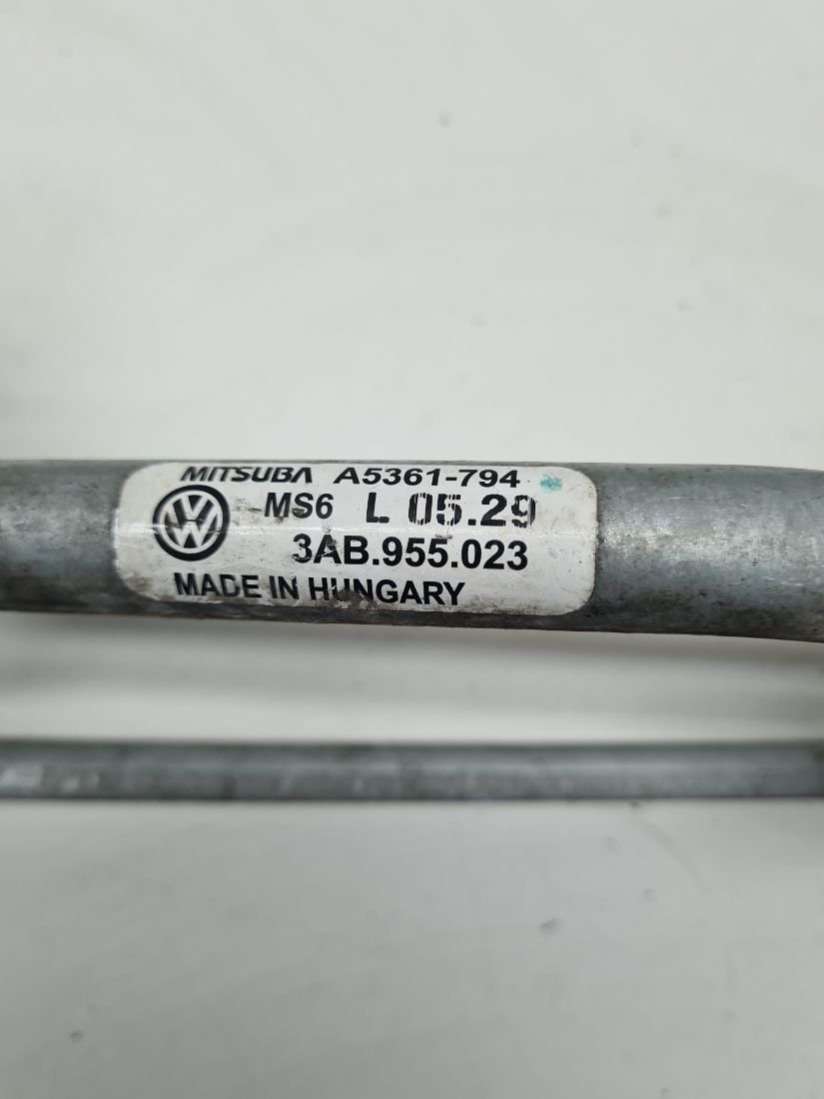 MITSUBA A5361-794
MS6 L 05.29
3AB.955.023
MADE IN HUNGARY